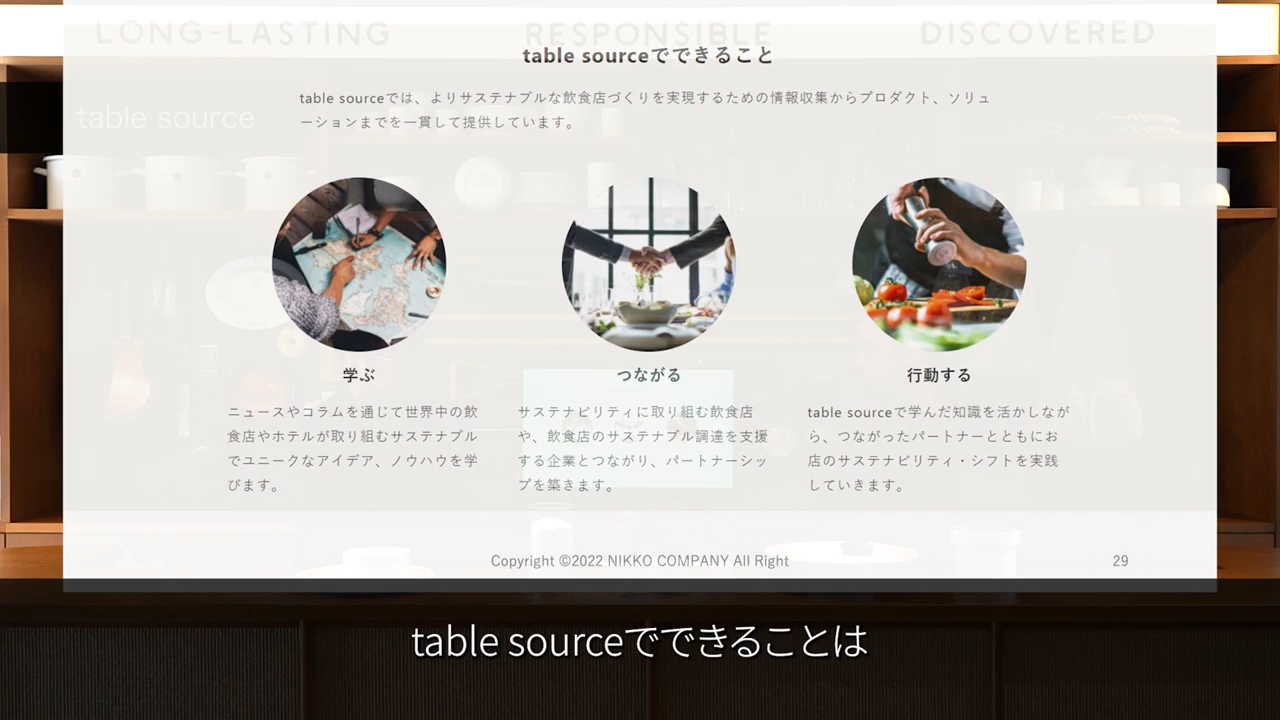 LONG-LASTING RESPONSIBLE DISCOVERED
table sourceでできること
table sourceでは、よりサステナブルな飲食店づくりを実現するための情報収集からプロダクト、ソリュ
ーションまでを一貫して提供しています。
table source
学ぶ
ニュースやコラムを通じて世界中の飲
食店やホテルが取り組むサステナブル
でユニークなアイデア、ノウハウを学
びます。
つながる
サステナビリティに取り組む飲食店
や、飲食店のサステナブル調達を支援
する企業とつながり、パートナーシッ
プを築きます。
行動する
table sourceで学んだ知識を活かしなが
ら、つながったパートナーとともにお
店のサステナビリティ・シフトを実践
していきます。
Copyright ©2022 NIKKO COMPANY All Right
29
table sourceでできることは